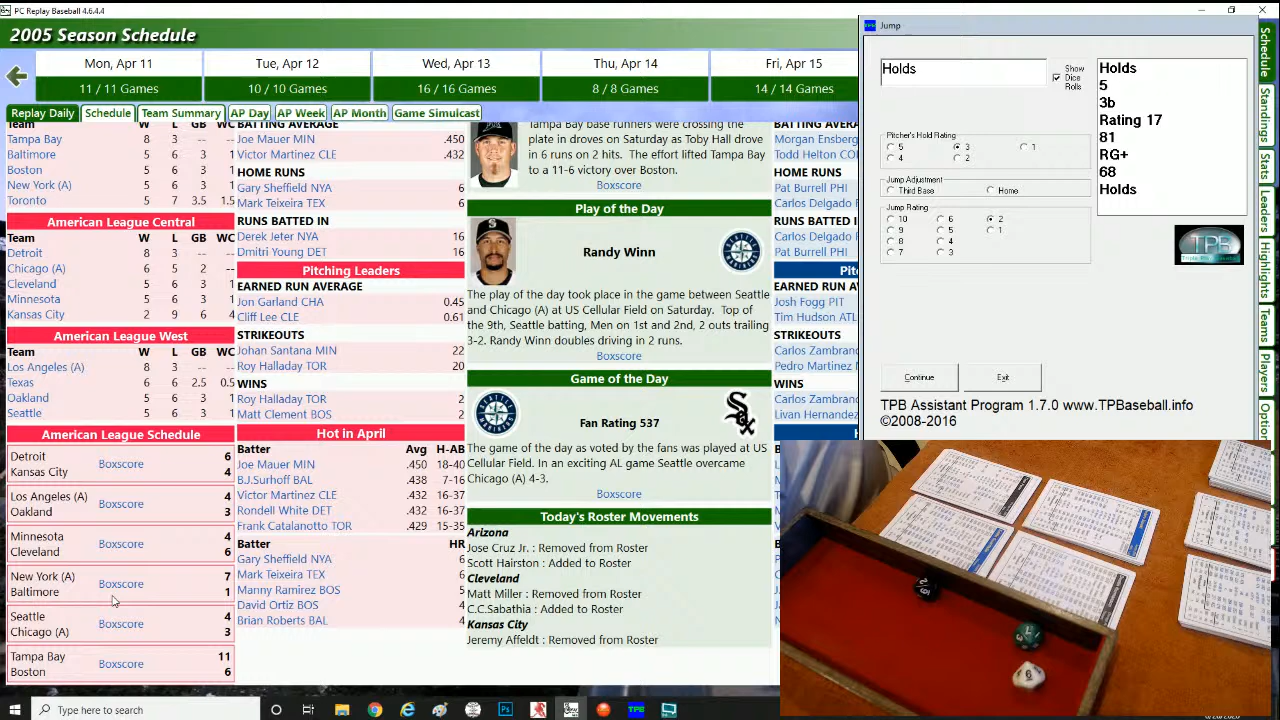 PC Replay Baseball 4.6.4.4
2005 Season Schedule
Mon, Apr 11
11 / 11 Games
Tue, Apr 12
10 / 10 Games
Wed, Apr 13
16 / 16 Games
Thu, Apr 14
8 / 8 Games
Fri, Apr 15
14 / 14 Games
Replay Daily
Schedule
Team Summary
AP Day
AP Week
AP Month
Game Simulcast
Team W L GB WC
Tampa Bay 8 3 -- --
Baltimore 5 6 3 1
Boston 5 6 3 1
New York (A) 5 6 3 1
Toronto 5 7 3.5 1.5
American League Central
Team W L GB WC
Detroit 8 3 -- --
Chicago (A) 6 5 2 --
Cleveland 5 6 3 1
Minnesota 5 6 3 1
Kansas City 2 9 6 4
American League West
Team W L GB WC
Los Angeles (A) 8 3 -- --
Texas 6 6 2.5 0.5
Oakland 5 6 3 1
Seattle 5 6 3 1
American League Schedule
Detroit 6
Boxscore
Kansas City 4
Los Angeles (A) 4
Boxscore
Oakland 3
Minnesota 4
Boxscore
Cleveland 6
New York (A) 7
Boxscore
Baltimore 1
Seattle 4
Boxscore
Chicago (A) 3
Tampa Bay 11
Boxscore
Boston 6
BATTING AVERAGE
Joe Mauer MIN .450
Victor Martinez CLE .432
HOME RUNS
Gary Sheffield NYA 6
Mark Teixera TEX 6
RUNS BATTED IN
Derek Jeter NYA 16
Dmitri Young DET 16
Pitching Leaders
EARNED RUN AVERAGE
Jon Garland CHA 0.45
Cliff Lee CLE 0.61
STRIKEOUTS
Johan Santana MIN 22
Roy Halladay TOR 20
WINS
Roy Halladay TOR 2
Matt Clement BOS 2
Hot in April
Batter Avg H-AB
Joe Mauer MIN .450 18-40
B.J.Surhoff BAL .438 7-16
Victor Martinez CLE .432 16-37
Rondell White DET .432 16-37
Frank Catalanotto TOR .429 15-35
Batter HR
Gary Sheffield NYA 6
Mark Teixeira TEX 6
Manny Ramirez BOS 5
David Ortiz BOS 4
Brian Roberts BAL 4
Tampa Bay base runners were crossing the
plate in droves on Saturday as Toby Hall drove
in 6 runs on 2 hits. The effort lifted Tampa Bay
to a 11-6 victory over Boston.
Boxscore
Play of the Day
Randy Winn
The play of the day took place in the game between Seattle
and Chicago (A) at US Cellular Field on Saturday. Top of
the 9th, Seattle batting, Men on 1st and 2nd, 2 outs trailing
3-2. Randy Winn doubles driving in 2 runs.
Boxscore
Game of the Day
Fan Rating 537
The game of the day as voted by the fans was played at US
Cellular Field. In an exciting AL game Seattle overcame
Chicago (A) 4-3.
Boxscore
Today's Roster Movements
Arizona
Jose Cruz Jr. : Removed from Roster
Scott Hairston : Added to Roster
Cleveland
Matt Miller : Removed from Roster
C.C.Sabathia : Added to Roster
Kansas City
Jeremy Affeldt : Removed from Roster
BATTING AVERAGE
Morgan Ensberg
Todd Helton COL
HOME RUNS
Pat Burrell PHI
Carlos Delgado
RUNS BATTED IN
Carlos Delgado
Pat Burrell PHI
EARNED RUN AVERAGE
Josh Fogg PIT
Tim Hudson ATL
STRIKEOUTS
Carlos Zambrano
Pedro Martinez
WINS
Carlos Zambrano
Livan Hernandez
Jump
Holds
Show
Dice
Rolls
Pitcher's Hold Rating
5 3 1
4 2
Jump Adjustment
Third Base Home
Jump Rating
10 6 2
9 5 1
8 4
7 3
Holds
5
3b
Rating 17
81
RG+
68
Holds
TPB
Continue
Exit
TPB Assistant Program 1.7.0 www.TPBaseball.info
©2008-2016
Schedule
Standings
Stats
Leaders
Highlights
Teams
Players
Type here to search